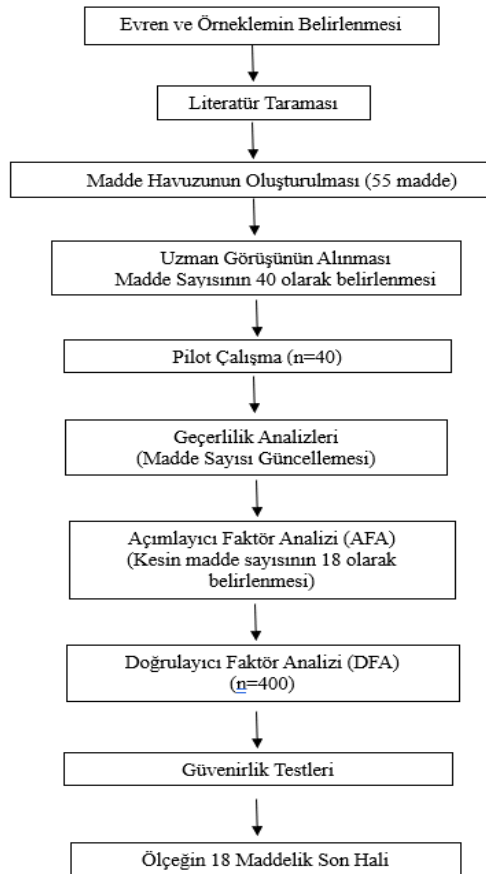 Evren ve Örneklemin Belirlenmesi
Literatür Taraması
Madde Havuzunun Oluşturulması (55 madde)
Uzman Görüşünün Alınması
Madde Sayısının 40 olarak belirlenmesi
Pilot Çalışma (n=40)
Geçerlilik Analizleri
(Madde Sayısı Güncellemesi)
Açımlayıcı Faktör Analizi (AFA)
(Kesin madde sayısının 18 olarak
belirlenmesi)
Doğrulayıcı Faktör Analizi (DFA)
(n=400)
Güvenirlik Testleri
Ölçeğin 18 Maddelik Son Hali